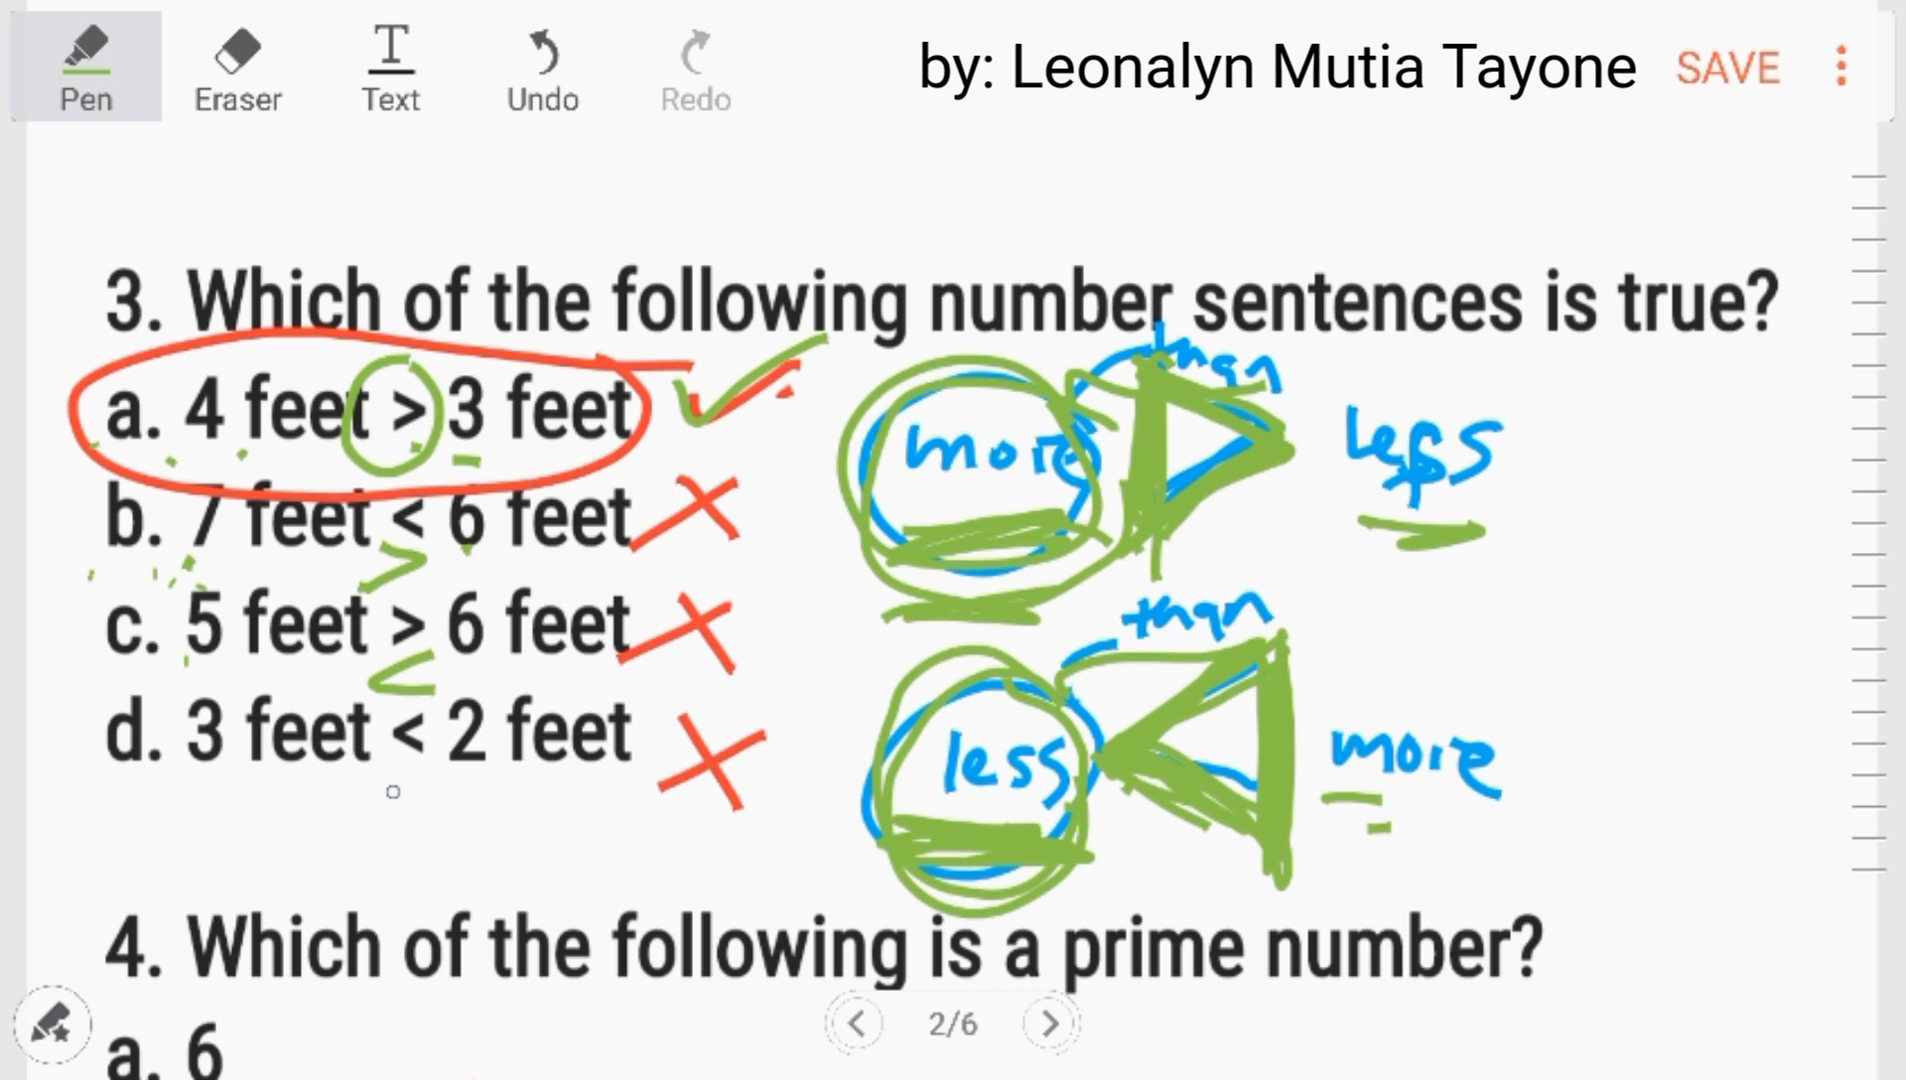 Pen Eraser Text Undo Redo by: Leonalyn Mutia Tayone SAVE
3. Which of the following number sentences is true?
a. 4 feet > 3 feet
more than less
b. 7 feet < 6 feet
>
c. 5 feet > 6 feet
<
than
d. 3 feet < 2 feet
less more
4. Which of the following is a prime number?
2/6
a. 6